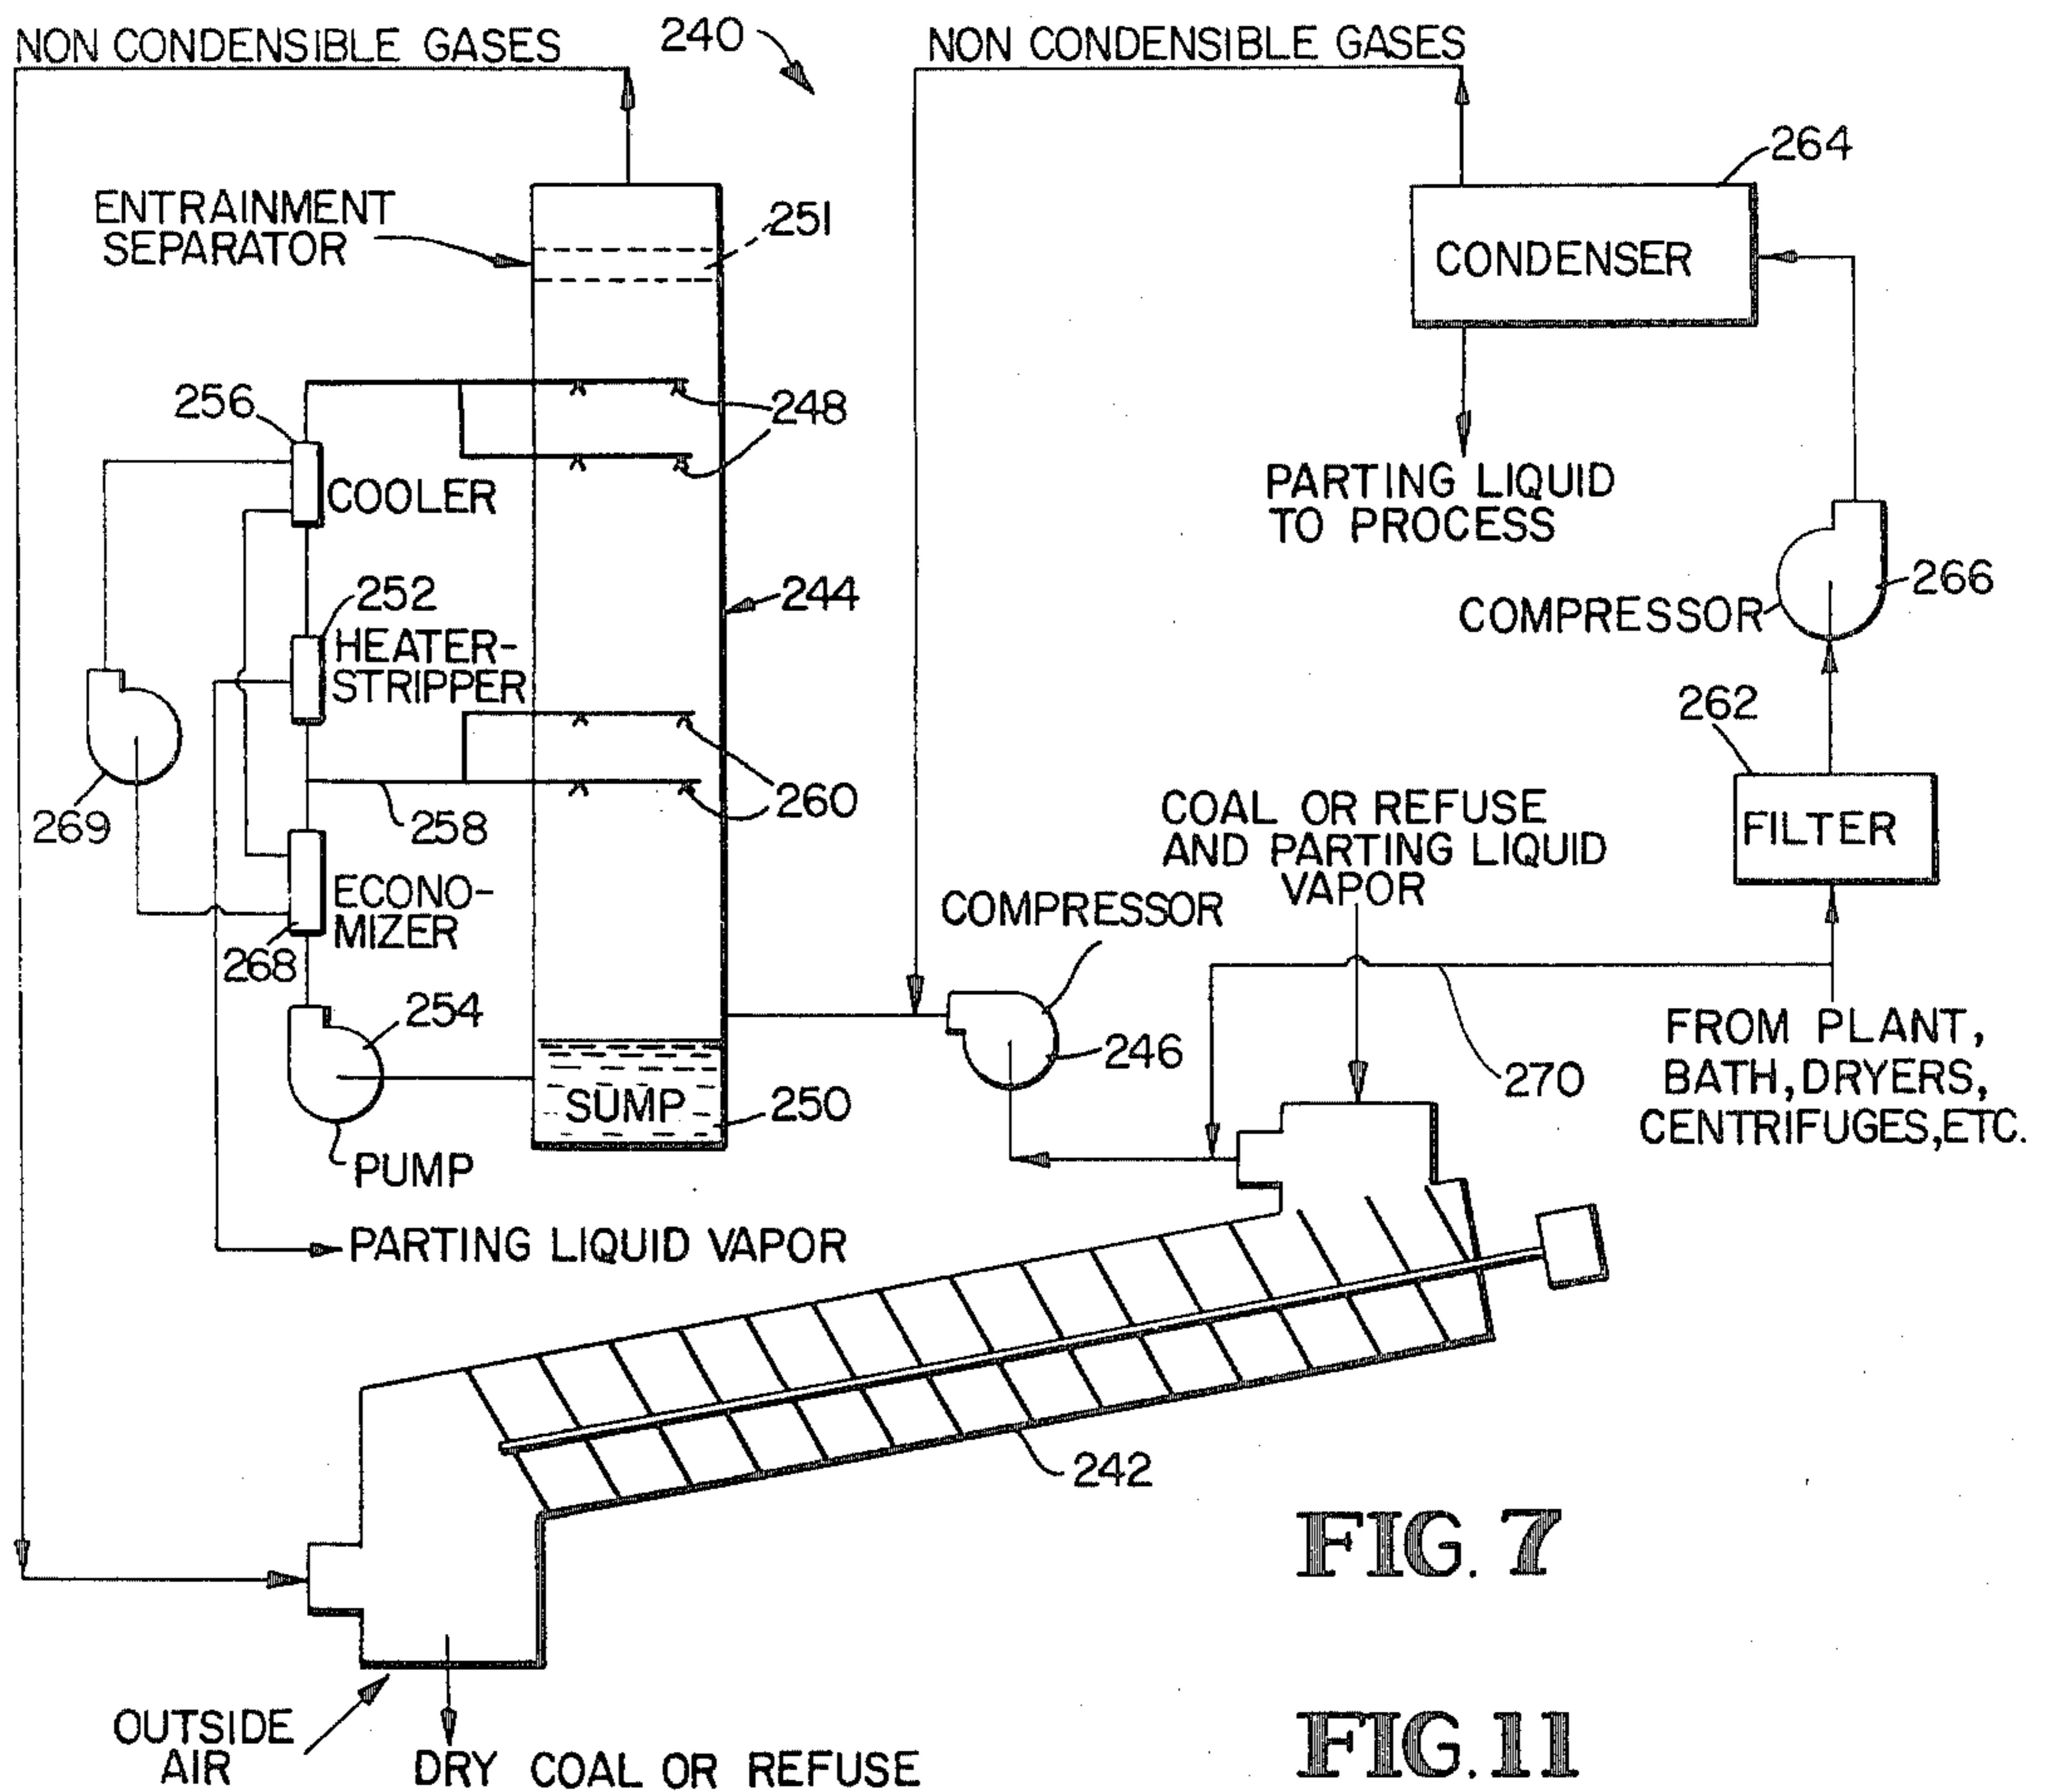 NON CONDENSIBLE GASES
240
NON CONDENSIBLE GASES
264
ENTRAINMENT
SEPARATOR
251
CONDENSER
256
248
COOLER
PARTING LIQUID
TO PROCESS
252
244
266
COMPRESSOR
HEATER-
STRIPPER
262
269
258
260
COAL OR REFUSE
AND PARTING LIQUID
VAPOR
FILTER
ECONO-
MIZER
268
COMPRESSOR
254
246
270
FROM PLANT,
BATH, DRYERS,
CENTRIFUGES, ETC.
SUMP
250
PUMP
PARTING LIQUID VAPOR
242
FIG. 7
OUTSIDE
AIR
DRY COAL OR REFUSE
FIG. 11